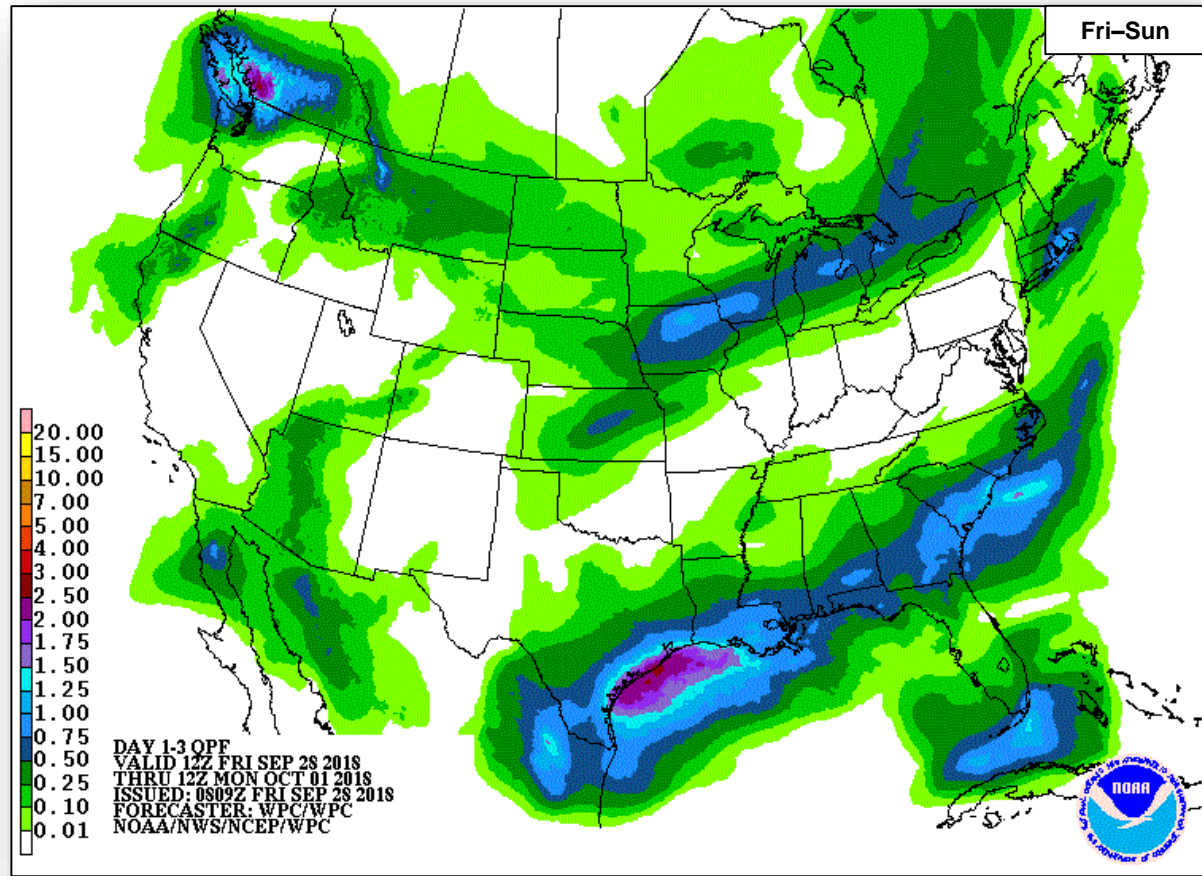 Fri–Sun
20.00
15.00
10.00
7.00
5.00
4.00
3.00
2.50
2.00
1.75
1.50
1.25
1.00
0.75
0.50
0.25
0.10
0.01
DAY 1-3 QPF
VALID 12Z FRI SEP 28 2018
THRU 12Z MON OCT 01 2018
ISSUED: 0809Z FRI SEP 28 2018
FORECASTER: WPC/WPC
NOAA/NWS/NCEP/WPC
NOAA